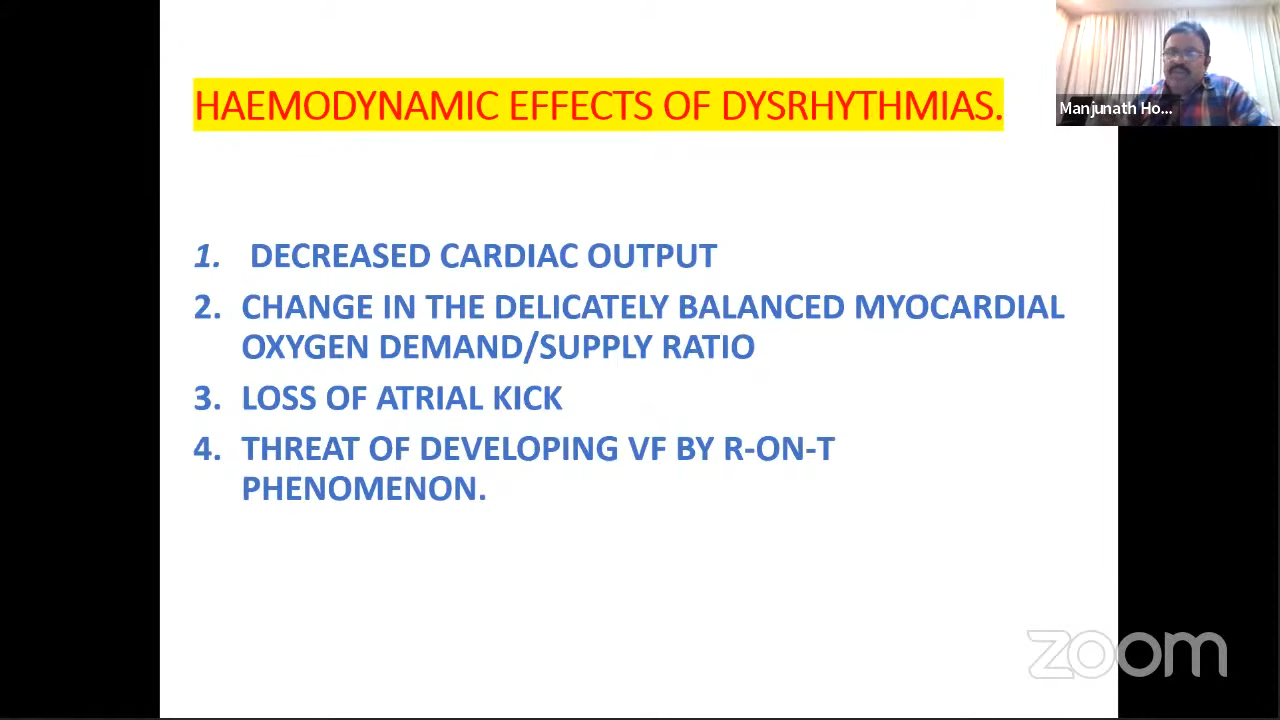 HAEMODYNAMIC EFFECTS OF DYSRHYTHMIAS.
Manjunath Ho...
1. DECREASED CARDIAC OUTPUT
2. CHANGE IN THE DELICATELY BALANCED MYOCARDIAL
OXYGEN DEMAND/SUPPLY RATIO
3. LOSS OF ATRIAL KICK
4. THREAT OF DEVELOPING VF BY R-ON-T
PHENOMENON.
zoom